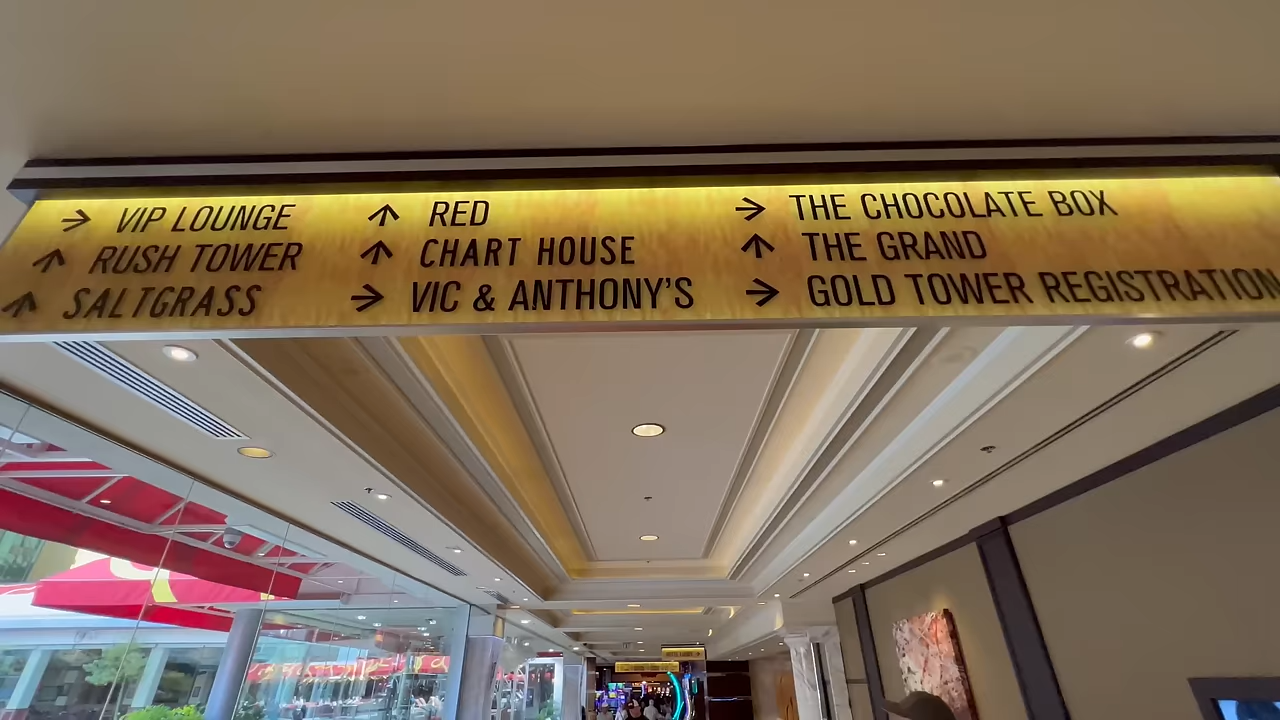 → VIP LOUNGE
↑ RUSH TOWER
↑ SALTGRASS
↑ RED
↑ CHART HOUSE
→ VIC & ANTHONY'S
→ THE CHOCOLATE BOX
↑ THE GRAND
→ GOLD TOWER REGISTRATION